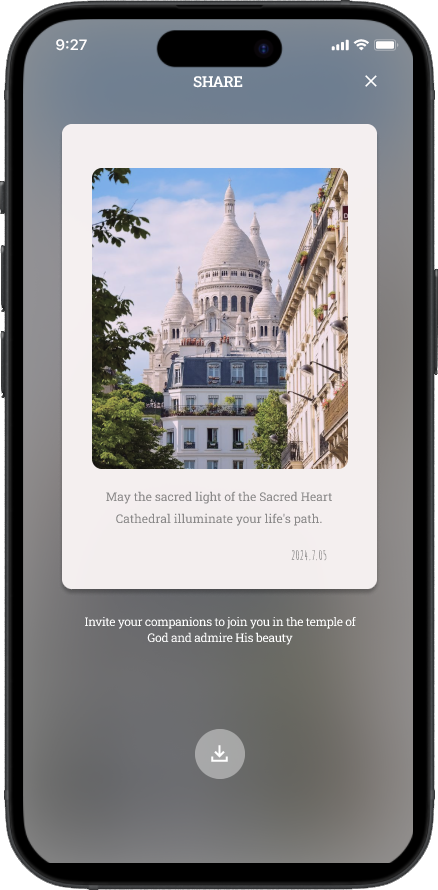 9:27
SHARE
May the sacred light of the Sacred Heart
Cathedral illuminate your life's path.
2024.7.05
Invite your companions to join you in the temple of
God and admire His beauty